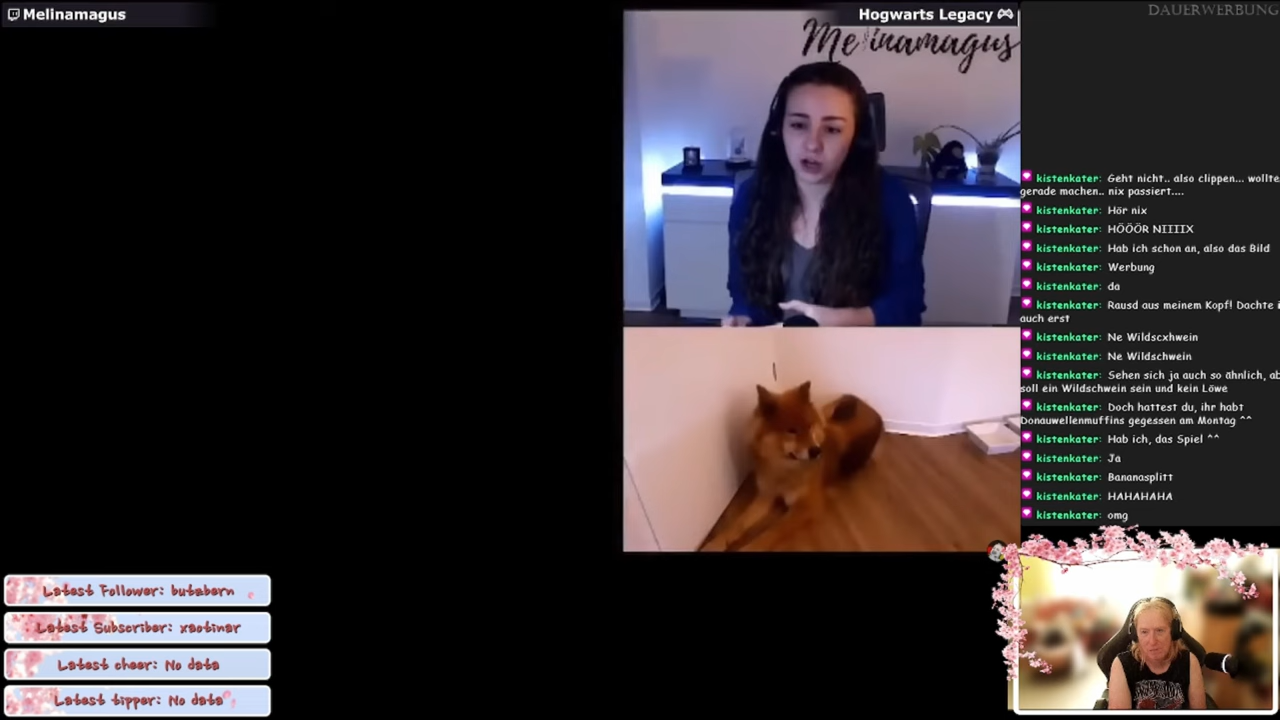 Melinamagus
Hogwarts Legacy
DAUERWERBUNG
Melinamagus
kistenkater: Geht nicht.. also clippen... wollte
gerade machen.. nix passiert....
kistenkater: Hör nix
kistenkater: HÖÖÖR NIIIIX
kistenkater: Hab ich schon an, also das Bild
kistenkater: Werbung
kistenkater: da
kistenkater: Rausd aus meinem Kopf! Dachte i
auch erst
kistenkater: Ne Wildscxhwein
kistenkater: Ne Wildschwein
kistenkater: Sehen sich ja auch so ähnlich, ab
soll ein Wildschwein sein und kein Löwe
kistenkater: Doch hattest du, ihr habt
Donauwellenmuffins gegessen am Montag ^^
kistenkater: Hab ich, das Spiel ^^
kistenkater: Ja
kistenkater: Bananasplitt
kistenkater: HAHAHAHA
kistenkater: omg
Latest Follower: butabern
Latest Subscriber: xaotinar
Latest cheer: No data
Latest tipper: No data